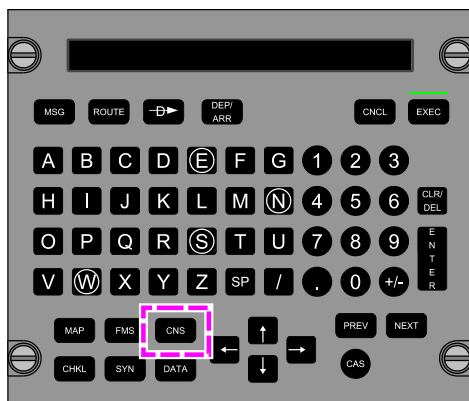 MSG ROUTE D DEP/ CNCL EXEC
ARR
A B C D E F G 1 2 3
H I J K L M N 4 5 6 CLR/
DEL
O P Q R S T U 7 8 9 ENTER
V W X Y Z SP / . 0 +/-
MAP FMS CNS PREV NEXT
CHKL SYN DATA CAS